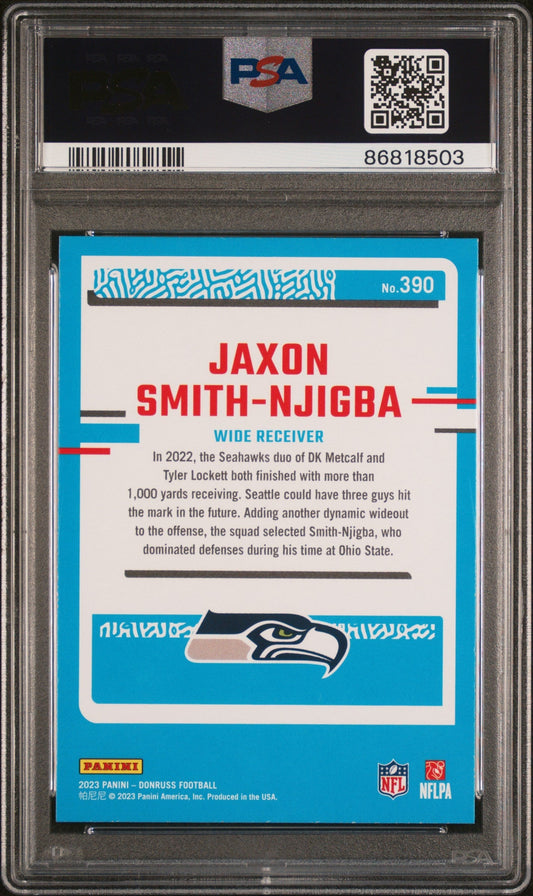 PSA
PSA
86818503
No.390
JAXON
SMITH-NJIGBA
WIDE RECEIVER
In 2022, the Seahawks duo of DK Metcalf and
Tyler Lockett both finished with more than
1,000 yards receiving. Seattle could have three guys hit
the mark in the future. Adding another dynamic wideout
to the offense, the squad selected Smith-Njigba, who
dominated defenses during his time at Ohio State.
PANINI
2023 PANINI – DONRUSS FOOTBALL
帕尼尼 © 2023 Panini America, Inc. Produced in the USA.
NFL
NFLPA
PSA